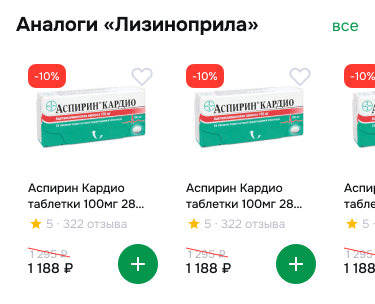 Аналоги «Лизиноприла»
все
-10%
-10%
-10%
АСПИРИН КАРДИО
АСПИРИН КАРДИО
Аспирин Кардио
таблетки 100мг 28...
5 · 322 отзыва
1 295 ₽
1 188 ₽
Аспирин Кардио
таблетки 100мг 28...
5 · 322 отзыва
1 295 ₽
1 188 ₽
5
1 295
1 188